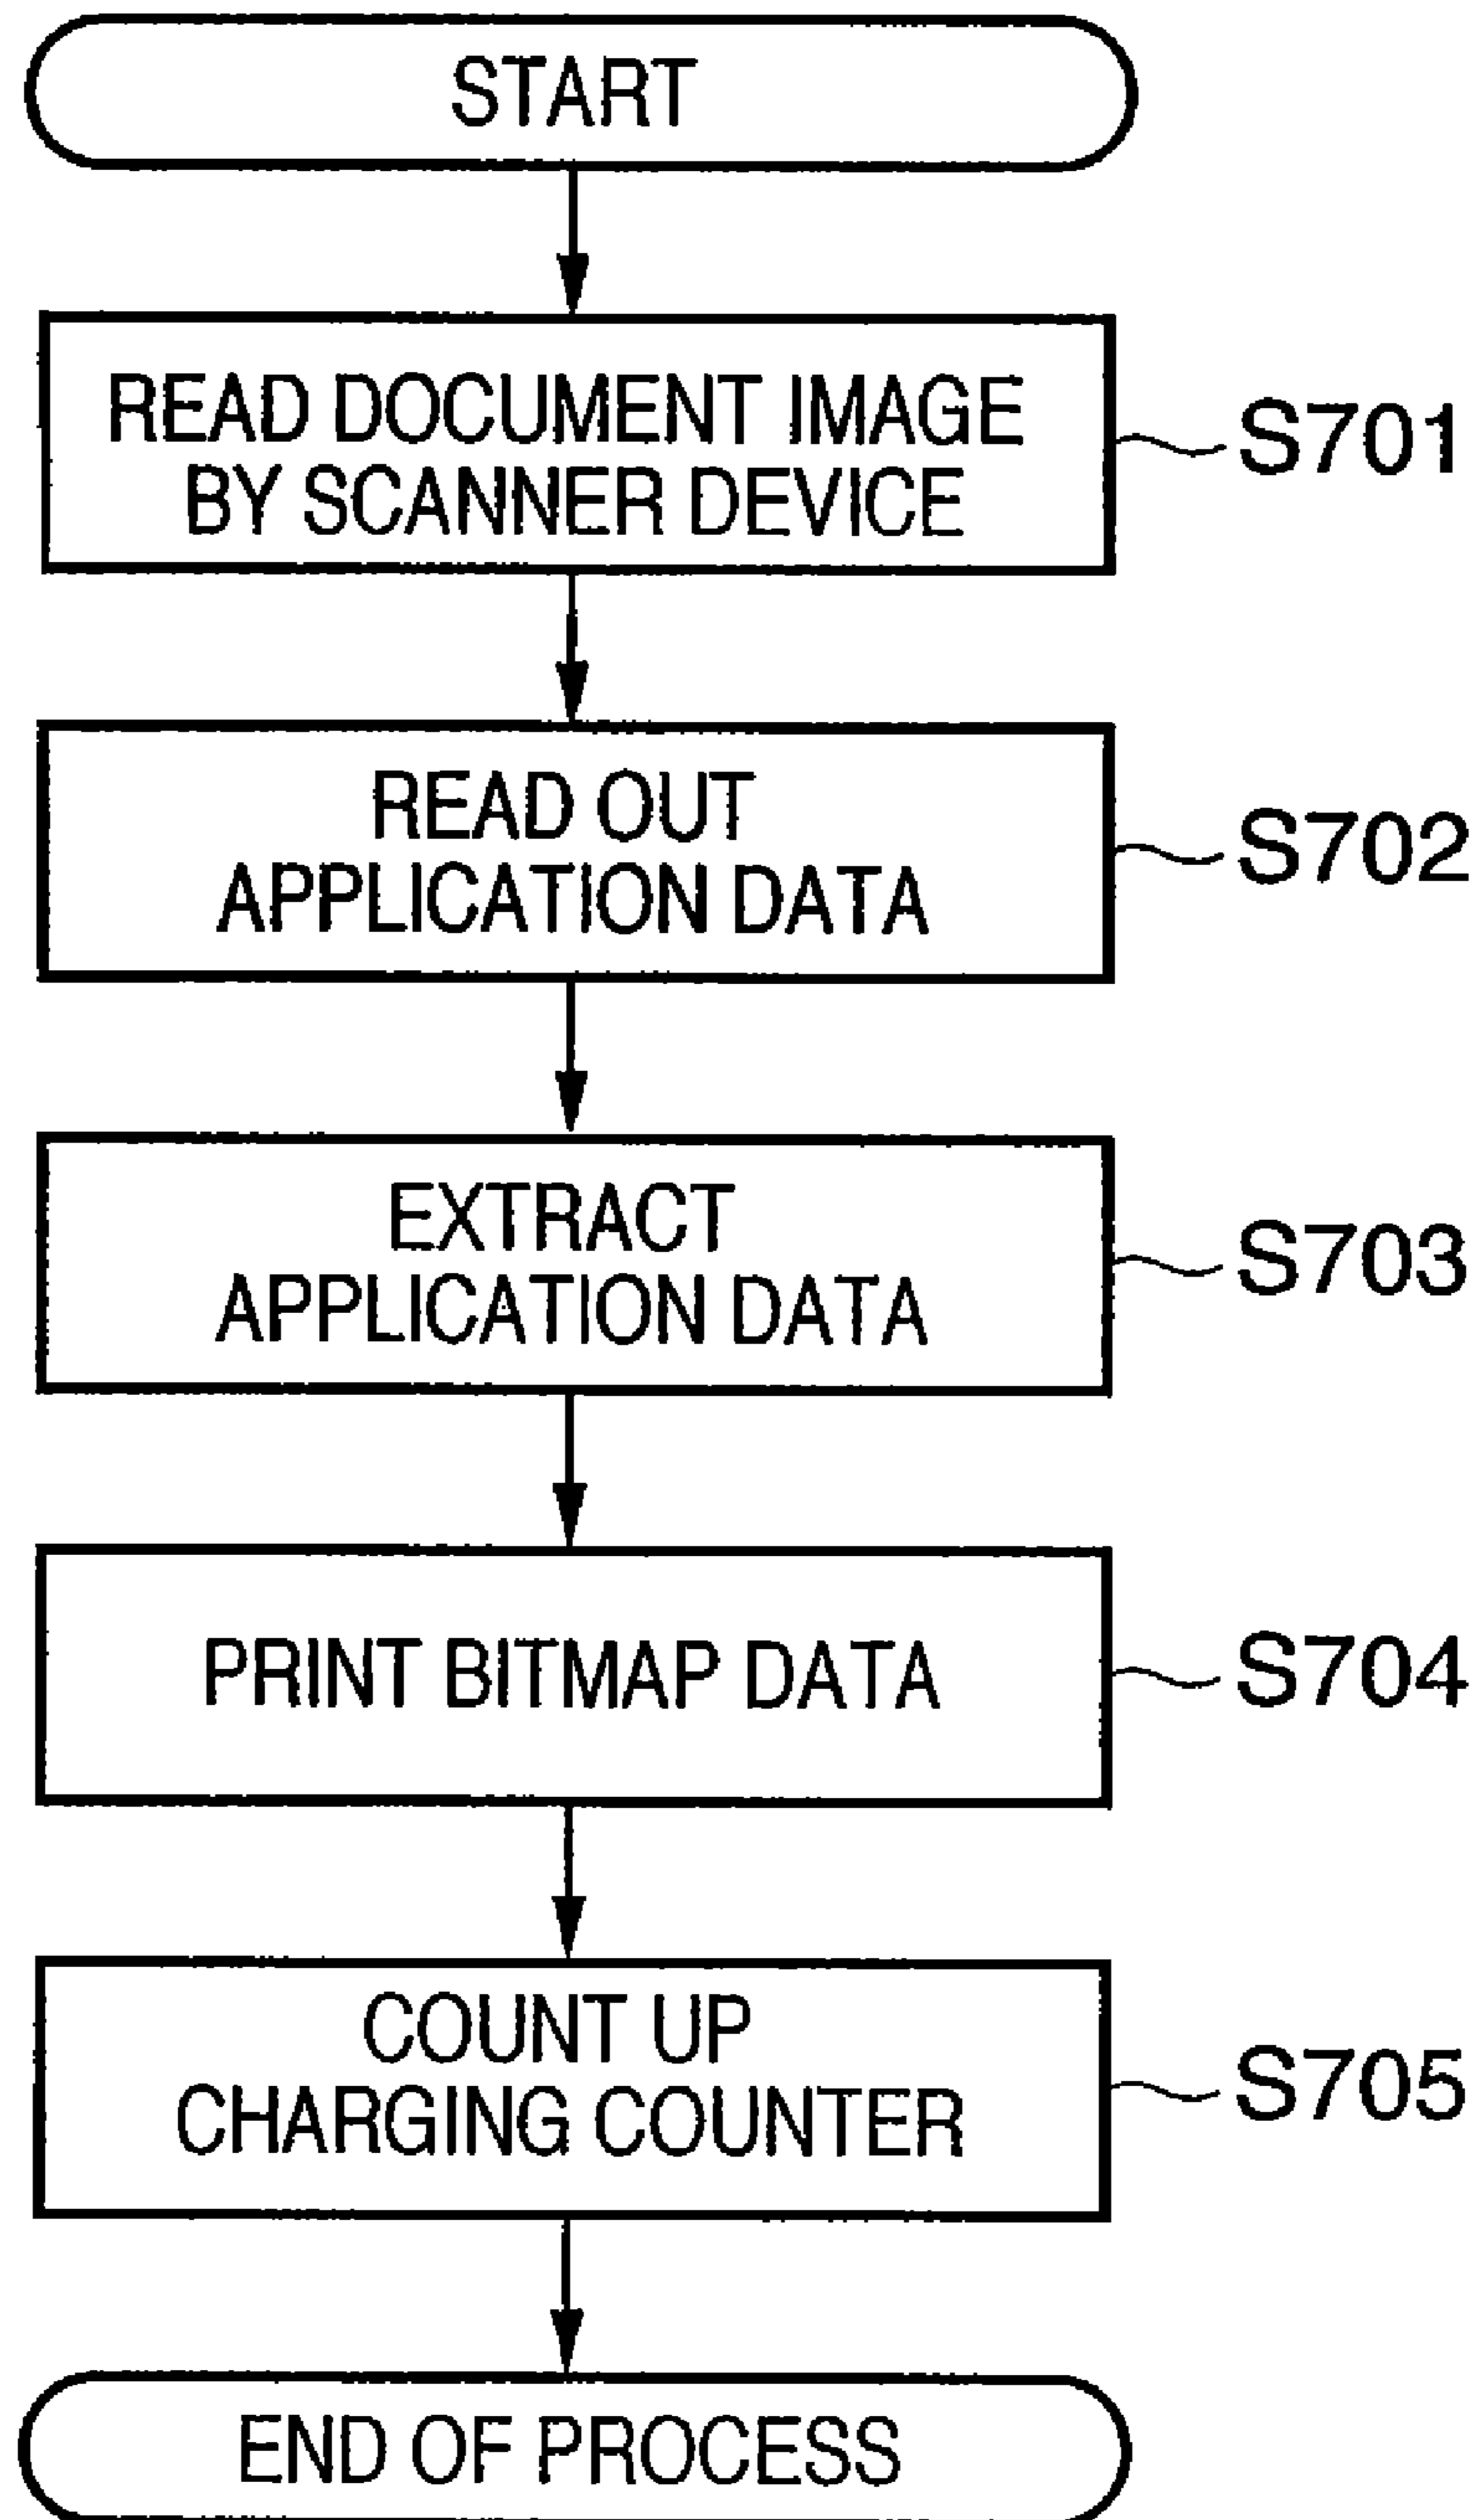 START
READ DOCUMENT IMAGE
BY SCANNER DEVICE
S701
READ OUT
APPLICATION DATA
S702
EXTRACT
APPLICATION DATA
S703
PRINT BITMAP DATA
S704
COUNT UP
CHARGING COUNTER
S705
END OF PROCESS